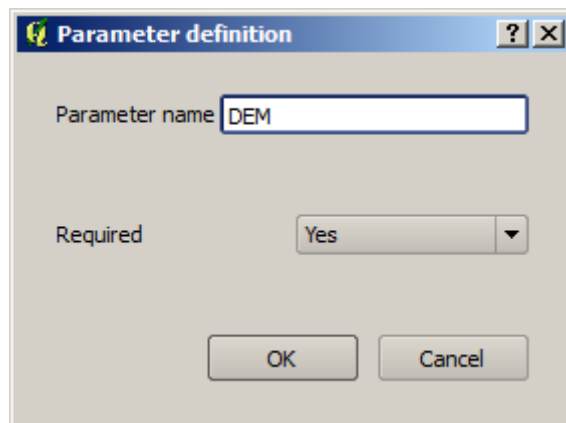 Parameter definition
Parameter name DEM
Required Yes
OK Cancel